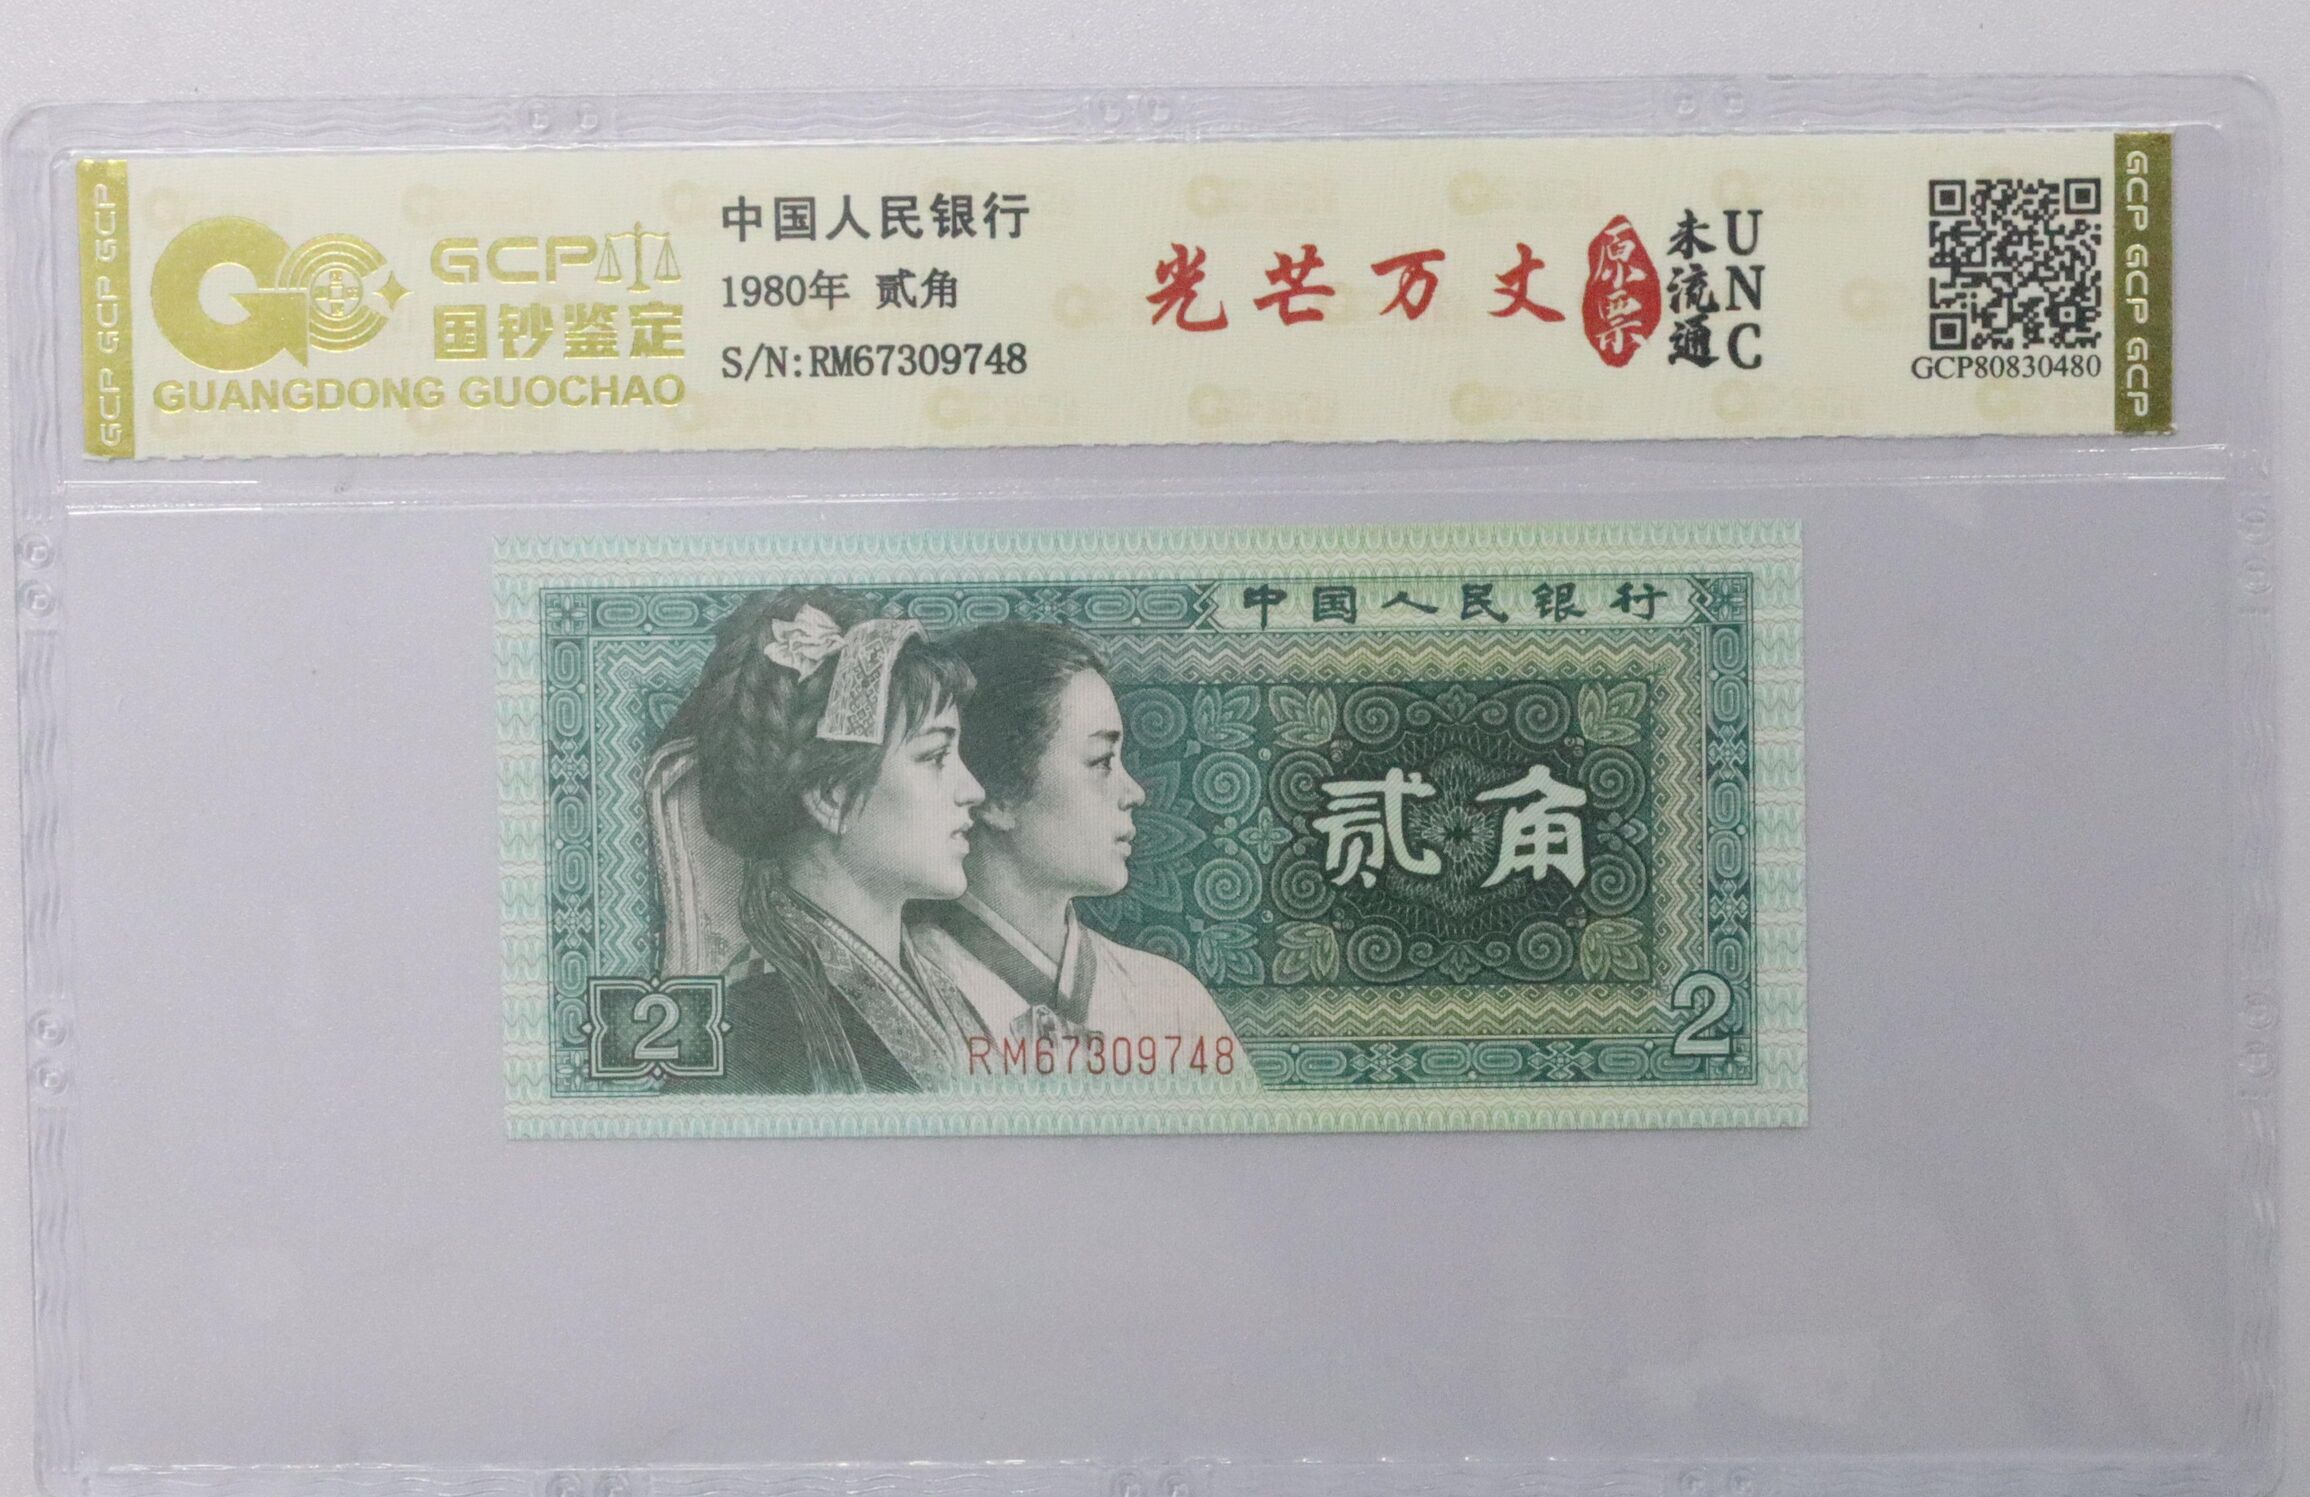 GCP GCP GCP
GCP
国钞鉴定
GUANGDONG GUOCHAO
中国人民银行
1980年 贰角
S/N:RM67309748
光芒万丈
原票
未流通
UNC
GCP80830480
GCP GCP GCP
中国人民银行
贰角
2
2
RM67309748